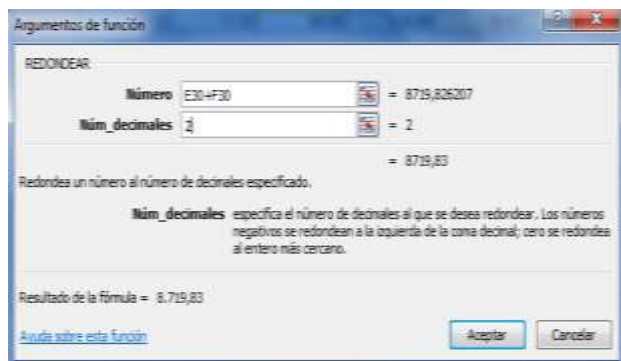 Argumentos de función
REDONDEAR
Número E30+F30 = 8719,826207
Núm_decimales 2 = 2
= 8719,83
Redondea un número al número de decimales especificado.
Núm_decimales especifica el número de decimales al que se desea redondear. Los números
negativos se redondean a la izquierda de la coma decimal; cero se redondea
al entero más cercano.
Resultado de la fórmula = 8.719,83
Ayuda sobre esta función
Aceptar Cancelar